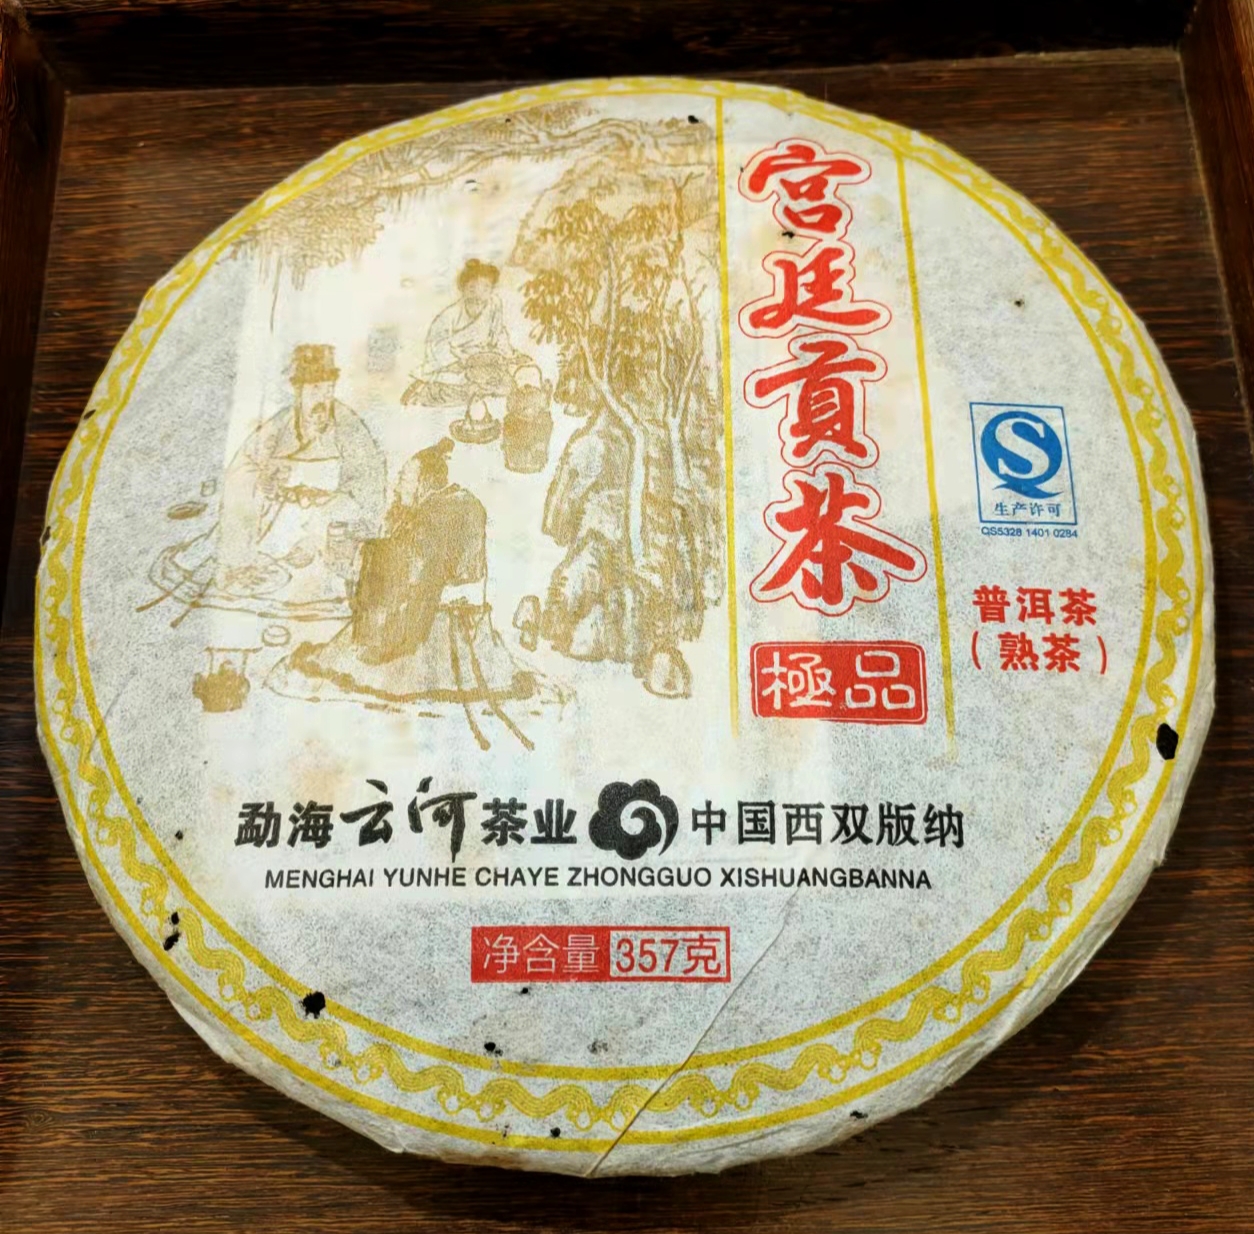 宫廷贡茶
極品
生产许可
QS5328 1401 0284
普洱茶
(熟茶)
勐海云河茶业 中国西双版纳
MENGHAI YUNHE CHAYE ZHONGGUO XISHUANGBANNA
净含量 357克